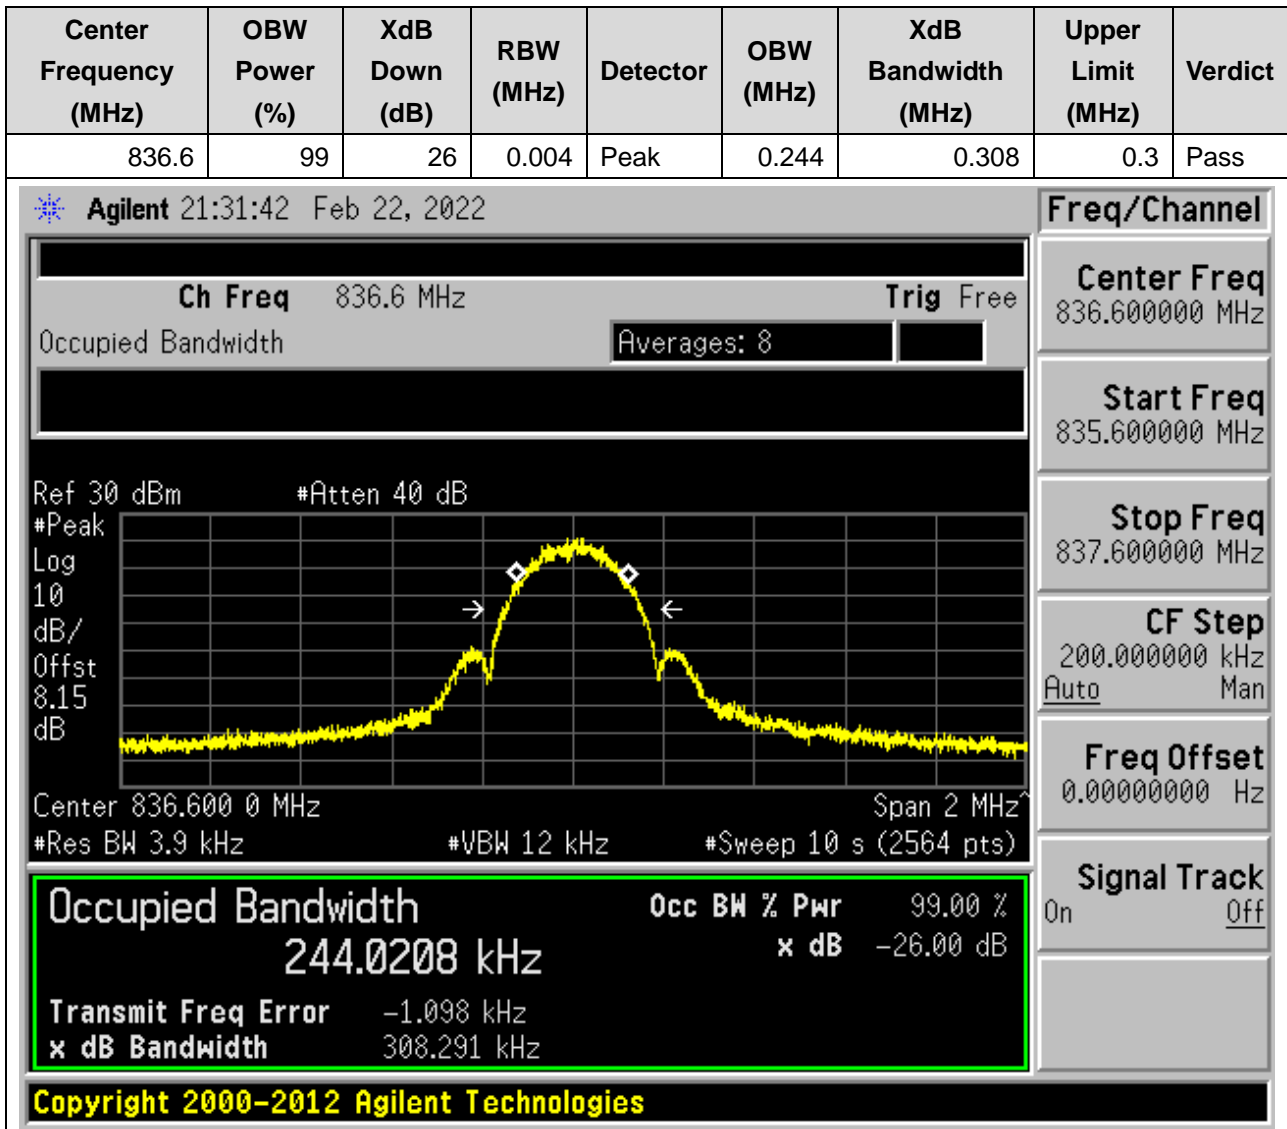 Center Frequency (MHz) OBW Power (%) XdB Down (dB) RBW (MHz) Detector OBW (MHz) XdB Bandwidth (MHz) Upper Limit (MHz) Verdict
836.6 99 26 0.004 Peak 0.244 0.308 0.3 Pass
Agilent 21:31:42 Feb 22, 2022
Freq/Channel
Ch Freq 836.6 MHz Trig Free
Occupied Bandwidth Averages: 8
Center Freq
836.600000 MHz
Start Freq
835.600000 MHz
Stop Freq
837.600000 MHz
CF Step
200.000000 kHz
Auto Man
Freq Offset
0.00000000 Hz
Signal Track
On Off
Ref 30 dBm #Atten 40 dB
#Peak
Log
10
dB/
Offst
8.15
dB
Center 836.600 0 MHz Span 2 MHz^
#Res BW 3.9 kHz #VBW 12 kHz #Sweep 10 s (2564 pts)
Occupied Bandwidth Occ BW % Pwr 99.00 %
244.0208 kHz x dB -26.00 dB
Transmit Freq Error -1.098 kHz
x dB Bandwidth 308.291 kHz
Copyright 2000-2012 Agilent Technologies